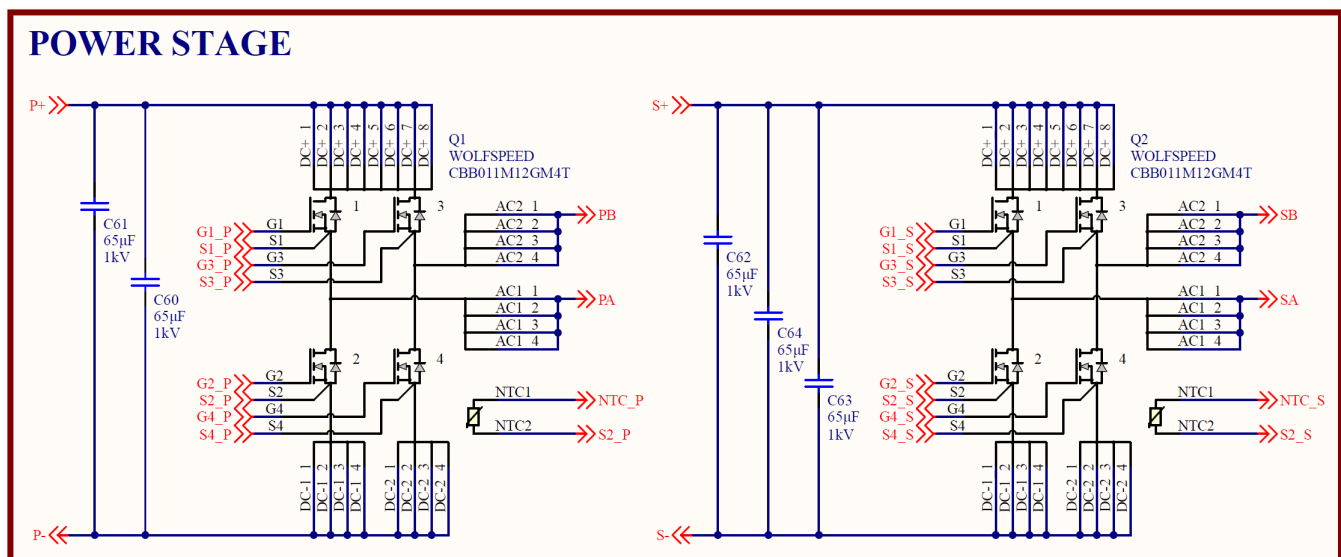 POWER STAGE
P+
DC+ 1
DC+ 2
DC+ 3
DC+ 4
DC+ 5
DC+ 6
DC+ 7
DC+ 8
Q1
WOLFSPEED
CBB011M12GM4T
C61
65µF
1kV
C60
65µF
1kV
1
3
G1_P G1
S1_P S1
G3_P G3
S3_P S3
AC2 1 PB
AC2 2
AC2 3
AC2 4
AC1 1 PA
AC1 2
AC1 3
AC1 4
2
4
G2_P G2
S2_P S2
G4_P G4
S4_P S4
NTC1 NTC_P
NTC2 S2_P
DC-1 1
DC-1 2
DC-1 3
DC-1 4
DC-2 1
DC-2 2
DC-2 3
DC-2 4
P-
S+
DC+ 1
DC+ 2
DC+ 3
DC+ 4
DC+ 5
DC+ 6
DC+ 7
DC+ 8
Q2
WOLFSPEED
CBB011M12GM4T
C62
65µF
1kV
C64
65µF
1kV
C63
65µF
1kV
1
3
G1_S G1
S1_S S1
G3_S G3
S3_S S3
AC2 1 SB
AC2 2
AC2 3
AC2 4
AC1 1 SA
AC1 2
AC1 3
AC1 4
2
4
G2_S G2
S2_S S2
G4_S G4
S4_S S4
NTC1 NTC_S
NTC2 S2_S
DC-1 1
DC-1 2
DC-1 3
DC-1 4
DC-2 1
DC-2 2
DC-2 3
DC-2 4
S-